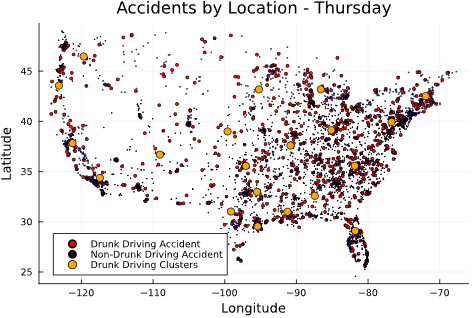 Accidents by Location - Thursday
Latitude
45
40
35
30
25
Drunk Driving Accident
Non-Drunk Driving Accident
Drunk Driving Clusters
−120
−110
−100
−90
−80
−70
Longitude